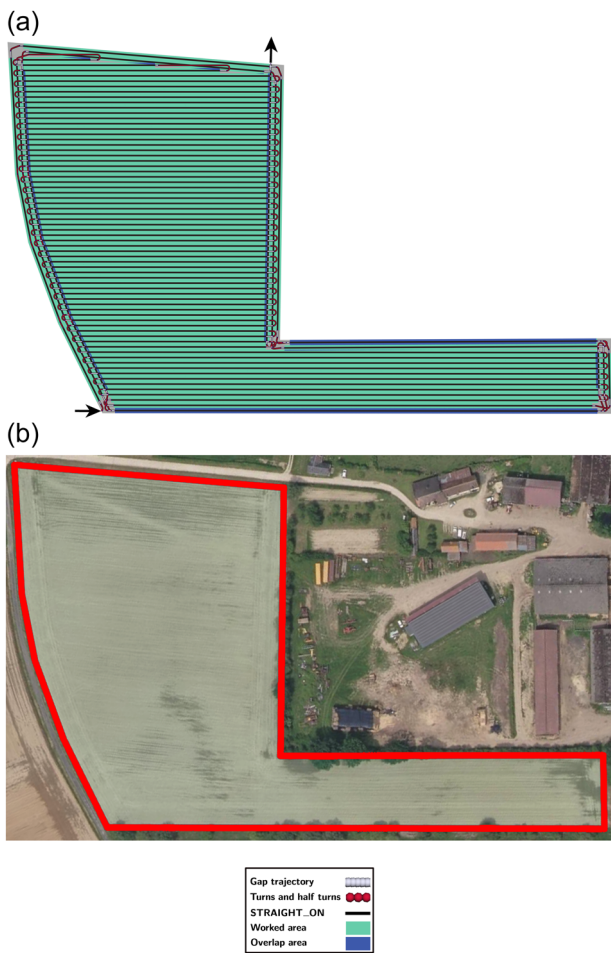 (a)
(b)
Gap trajectory
Turns and half turns
STRAIGHT_ON
Worked area
Overlap area